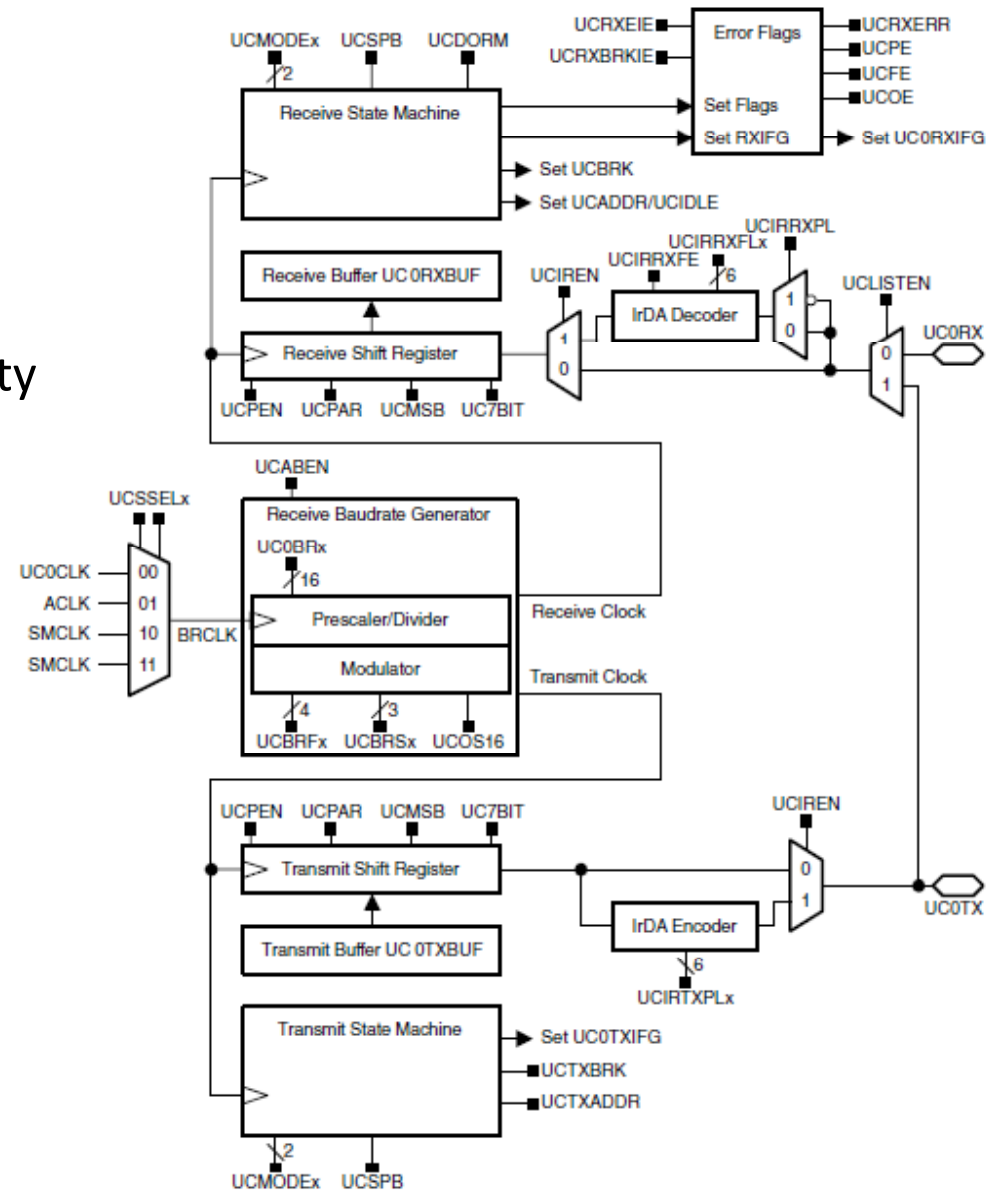 UCMODEx UCSPB UCDORM
2
Receive State Machine
UCRXEIE
UCRXBRKIE
Error Flags
Set Flags
Set RXIFG
UCRXERR
UCPE
UCFE
UCOE
Set UC0RXIFG
Set UCBRK
Set UCADDR/UCIDLE
Receive Buffer UC 0RXBUF
Receive Shift Register
UCPEN UCPAR UCMSB UC7BIT
UCIREN
1
0
UCIRRXPL
UCIRRXFLx
UCIRRXFE
6
IrDA Decoder
1
0
UCLISTEN
0
1
UC0RX
ty
UCABEN
Receive Baudrate Generator
UC0BRx
16
Prescaler/Divider
Modulator
4
3
UCBRFx UCBRSx UCOS16
UCSSELx
UC0CLK 00
ACLK 01
SMCLK 10
SMCLK 11
BRCLK
Receive Clock
Transmit Clock
UCPEN UCPAR UCMSB UC7BIT
Transmit Shift Register
Transmit Buffer UC 0TXBUF
UCIREN
0
1
IrDA Encoder
6
UCIRTXPLx
UC0TX
Transmit State Machine
Set UC0TXIFG
UCTXBRK
UCTXADDR
2
UCMODEx UCSPB